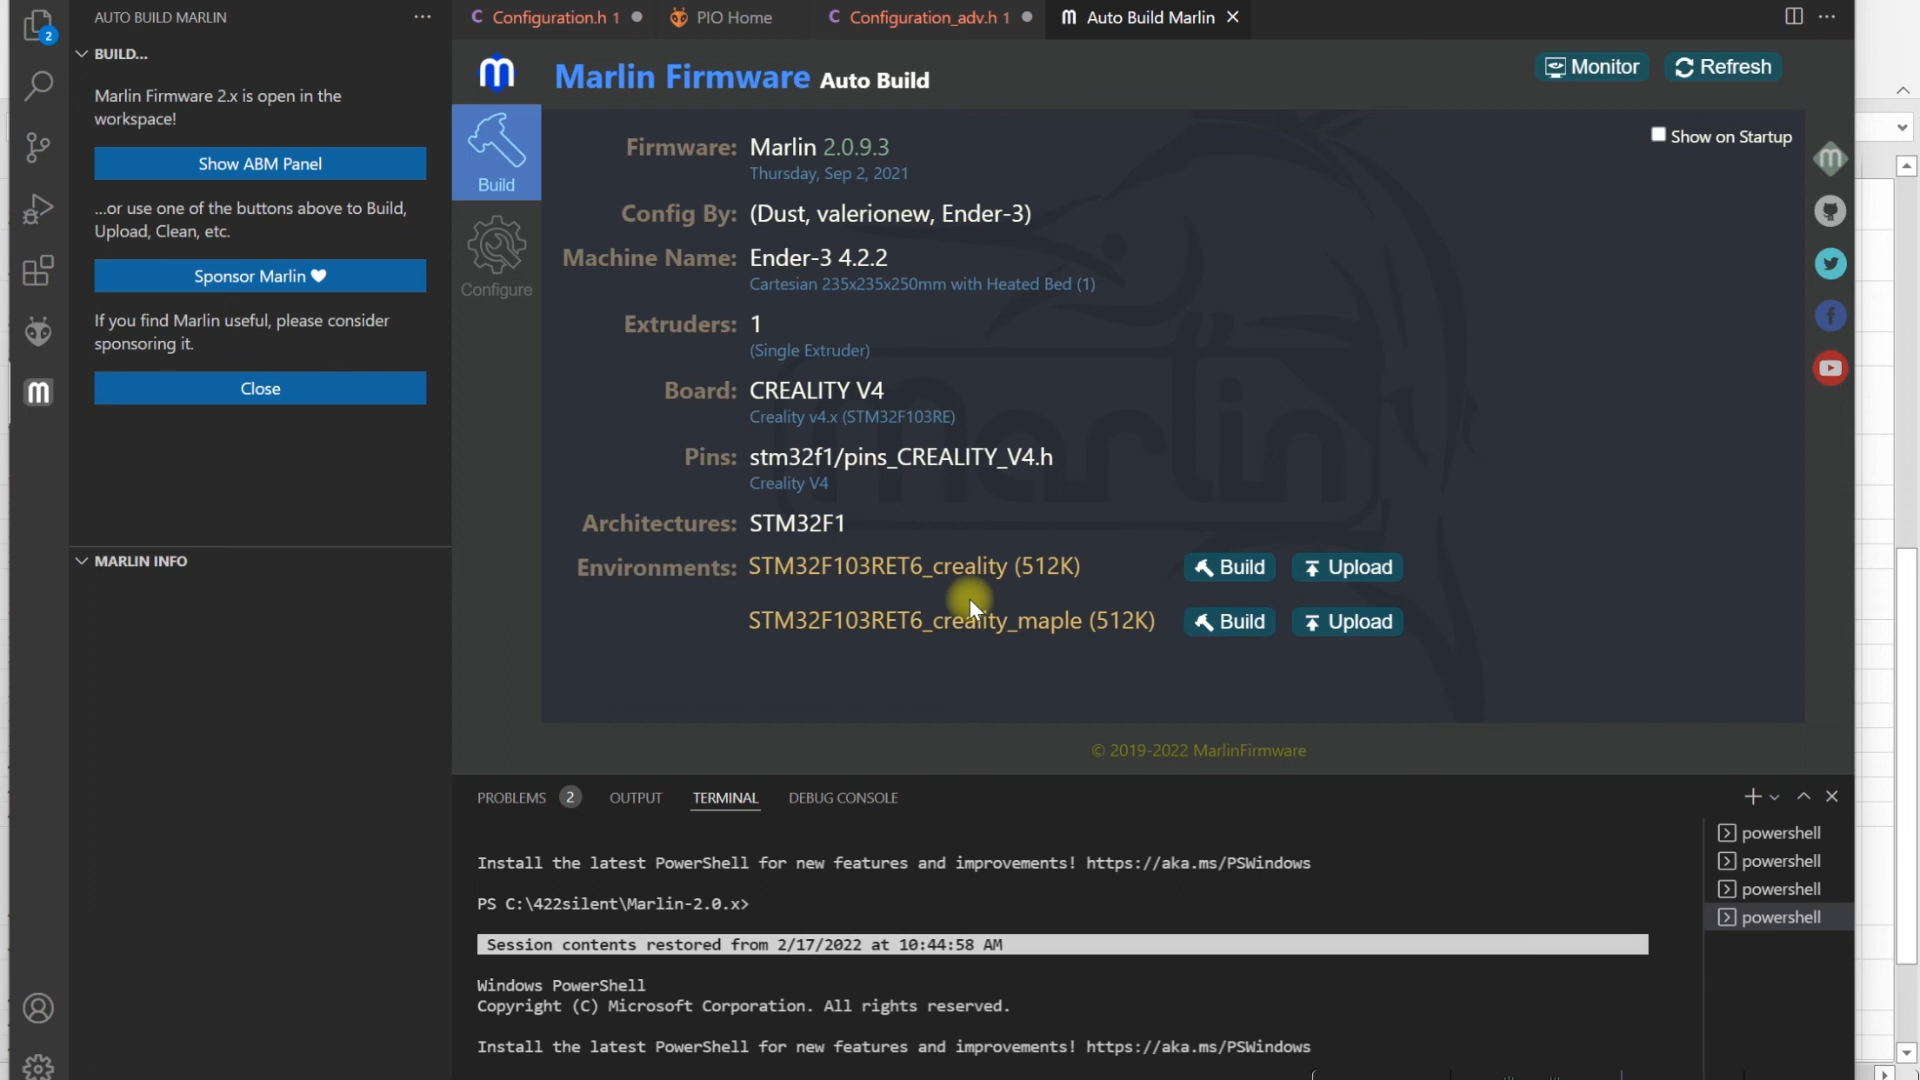 AUTO BUILD MARLIN
BUILD...
Marlin Firmware 2.x is open in the
workspace!
Show ABM Panel
...or use one of the buttons above to Build,
Upload, Clean, etc.
Sponsor Marlin ♥
If you find Marlin useful, please consider
sponsoring it.
Close
MARLIN INFO
2
C Configuration.h 1
PIO Home
C Configuration_adv.h 1
Auto Build Marlin
Marlin Firmware Auto Build
Monitor
Refresh
Show on Startup
Build
Configure
Firmware: Marlin 2.0.9.3
Thursday, Sep 2, 2021
Config By: (Dust, valerionew, Ender-3)
Machine Name: Ender-3 4.2.2
Cartesian 235x235x250mm with Heated Bed (1)
Extruders: 1
(Single Extruder)
Board: CREALITY V4
Creality v4.x (STM32F103RE)
Pins: stm32f1/pins_CREALITY_V4.h
Creality V4
Architectures: STM32F1
Environments: STM32F103RET6_creality (512K) Build Upload
STM32F103RET6_creality_maple (512K) Build Upload
marlin
© 2019-2022 MarlinFirmware
PROBLEMS 2 OUTPUT TERMINAL DEBUG CONSOLE
Install the latest PowerShell for new features and improvements! https://aka.ms/PSWindows
PS C:\422silent\Marlin-2.0.x>
Session contents restored from 2/17/2022 at 10:44:58 AM
Windows PowerShell
Copyright (C) Microsoft Corporation. All rights reserved.
Install the latest PowerShell for new features and improvements! https://aka.ms/PSWindows
powershell
powershell
powershell
powershell